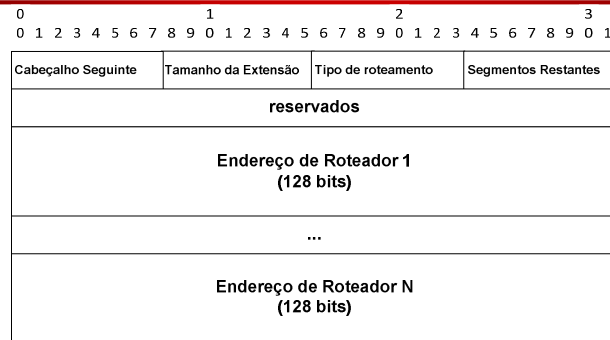 0 1 2 3
0 1 2 3 4 5 6 7 8 9 0 1 2 3 4 5 6 7 8 9 0 1 2 3 4 5 6 7 8 9 0 1
Cabeçalho Seguinte Tamanho da Extensão Tipo de roteamento Segmentos Restantes
reservados
Endereço de Roteador 1
(128 bits)
...
Endereço de Roteador N
(128 bits)